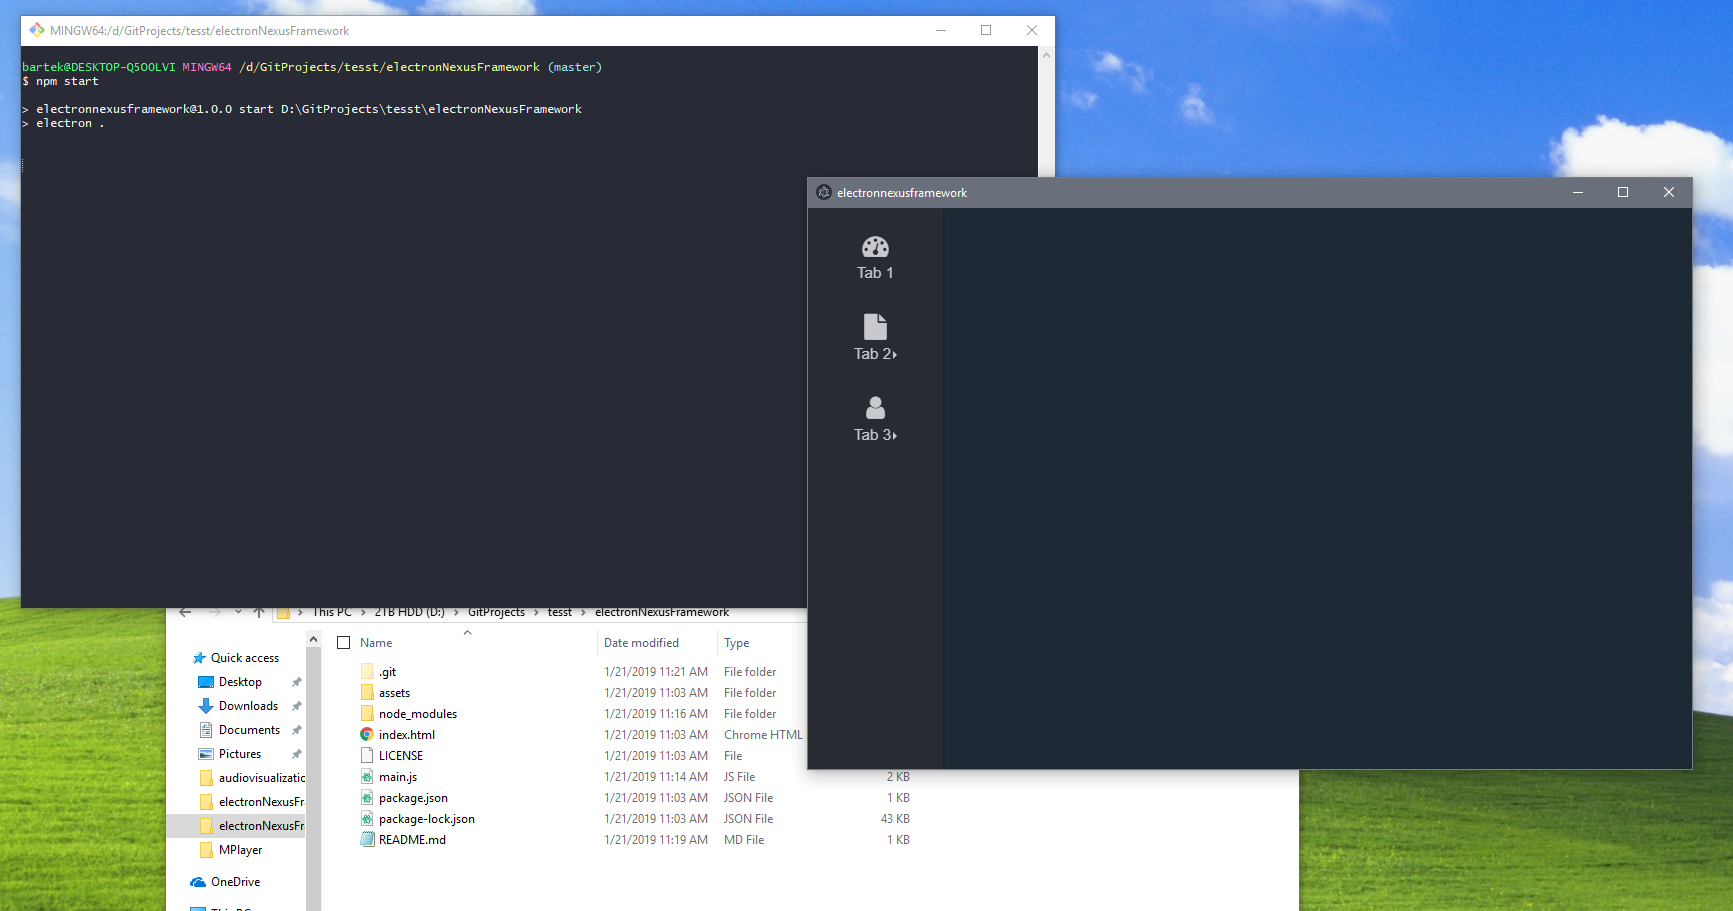 MINGW64:/d/GitProjects/tesst/electronNexusFramework
bartek@DESKTOP-Q5OOLVI MINGW64 /d/GitProjects/tesst/electronNexusFramework (master)
$ npm start
> electronnexusframework@1.0.0 start D:\GitProjects\tesst\electronNexusFramework
> electron .
electronnexusframework
Tab 1
Tab 2
Tab 3
This PC > 2TB HDD (D:) > GitProjects > tesst > electronNexusFramework
Name Date modified Type
Quick access
Desktop
Downloads
Documents
Pictures
audiovisualizatic
electronNexusFr
electronNexusFr
MPlayer
OneDrive
This PC
.git 1/21/2019 11:21 AM File folder
assets 1/21/2019 11:03 AM File folder
node_modules 1/21/2019 11:16 AM File folder
index.html 1/21/2019 11:03 AM Chrome HTML
LICENSE 1/21/2019 11:03 AM File
main.js 1/21/2019 11:14 AM JS File 2 KB
package.json 1/21/2019 11:03 AM JSON File 1 KB
package-lock.json 1/21/2019 11:03 AM JSON File 43 KB
README.md 1/21/2019 11:19 AM MD File 1 KB